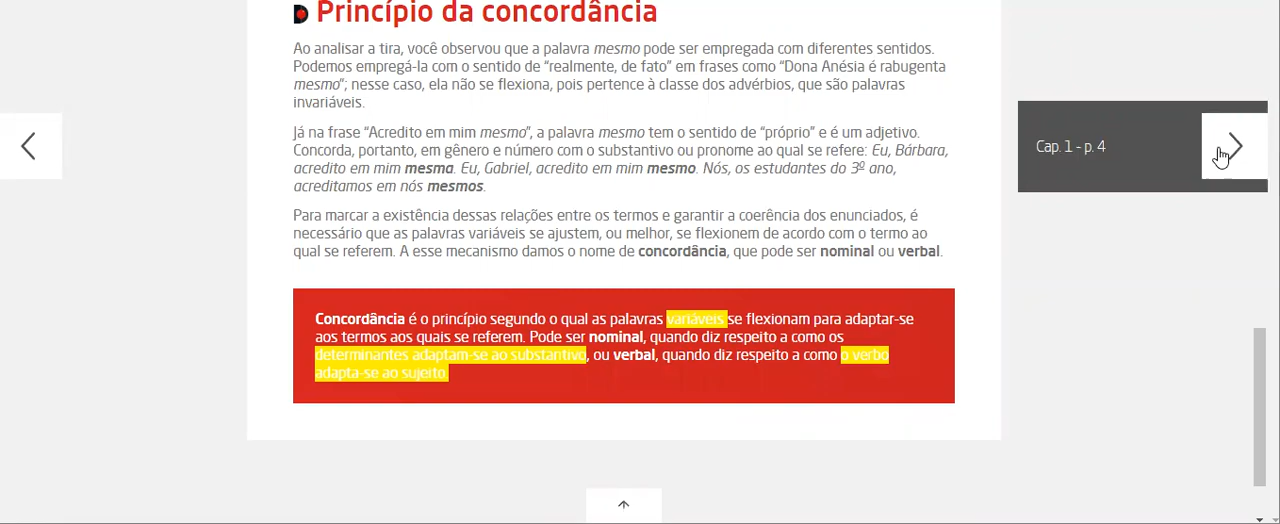 Princípio da concordância
Ao analisar a tira, você observou que a palavra mesmo pode ser empregada com diferentes sentidos.
Podemos empregá-la com o sentido de “realmente, de fato” em frases como “Dona Anésia é rabugenta
mesmo”; nesse caso, ela não se flexiona, pois pertence à classe dos advérbios, que são palavras
invariáveis.
Já na frase “Acredito em mim mesmo”, a palavra mesmo tem o sentido de “próprio” e é um adjetivo.
Concorda, portanto, em gênero e número com o substantivo ou pronome ao qual se refere: Eu, Bárbara,
acredito em mim mesma. Eu, Gabriel, acredito em mim mesmo. Nós, os estudantes do 3º ano,
acreditamos em nós mesmos.
Para marcar a existência dessas relações entre os termos e garantir a coerência dos enunciados, é
necessário que as palavras variáveis se ajustem, ou melhor, se flexionem de acordo com o termo ao
qual se referem. A esse mecanismo damos o nome de concordância, que pode ser nominal ou verbal.
Concordância é o princípio segundo o qual as palavras variáveis se flexionam para adaptar-se
aos termos aos quais se referem. Pode ser nominal, quando diz respeito a como os
determinantes adaptam-se ao substantivo, ou verbal, quando diz respeito a como o verbo
adapta-se ao sujeito.
Cap. 1 - p. 4